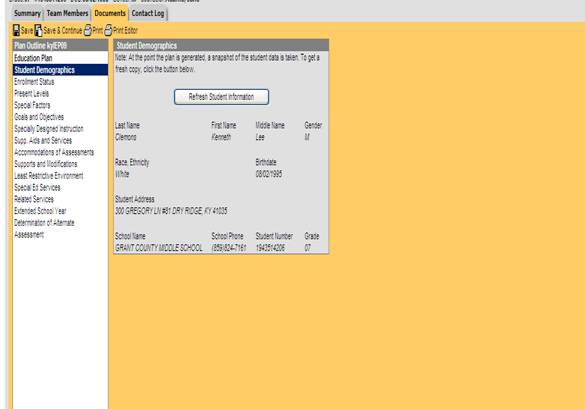 Summary Team Members Documents Contact Log
Save Save & Continue Print Print Editor
Plan Outline kyIEP09
Education Plan
Student Demographics
Enrollment Status
Present Levels
Special Factors
Goals and Objectives
Specially Designed Instruction
Supp. Aids and Services
Accommodations of Assessments
Supports and Modifications
Least Restrictive Environment
Special Ed Services
Related Services
Extended School Year
Determination of Alternate
Assessment
Student Demographics
Note: At the point the plan is generated, a snapshot of the student data is taken. To get a
fresh copy, click the button below.
Refresh Student Information
Last Name First Name Middle Name Gender
Clemons Kenneth Lee M
Race, Ethnicity Birthdate
White 08/02/1995
Student Address
300 GREGORY LN #81 DRY RIDGE, KY 41035
School Name School Phone Student Number Grade
GRANT COUNTY MIDDLE SCHOOL (859)824-7161 1943514206 07